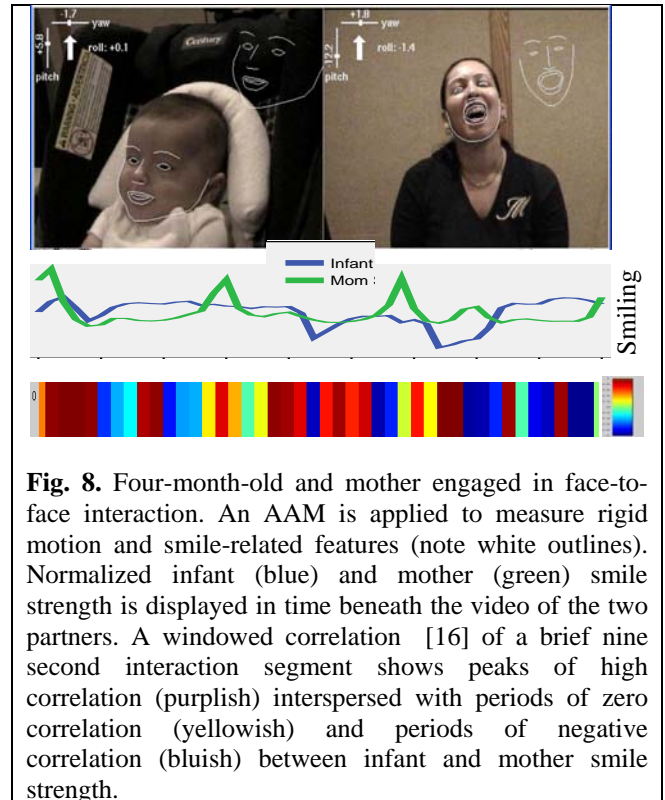 -1.7
yaw
+5.8
roll: +0.1
pitch
Century
+1.8
yaw
-12.2
roll: -1.4
pitch
M
Infant
Mom
Smiling
0
Fig. 8. Four-month-old and mother engaged in face-to-
face interaction. An AAM is applied to measure rigid
motion and smile-related features (note white outlines).
Normalized infant (blue) and mother (green) smile
strength is displayed in time beneath the video of the two
partners. A windowed correlation [16] of a brief nine
second interaction segment shows peaks of high
correlation (purplish) interspersed with periods of zero
correlation (yellowish) and periods of negative
correlation (bluish) between infant and mother smile
strength.